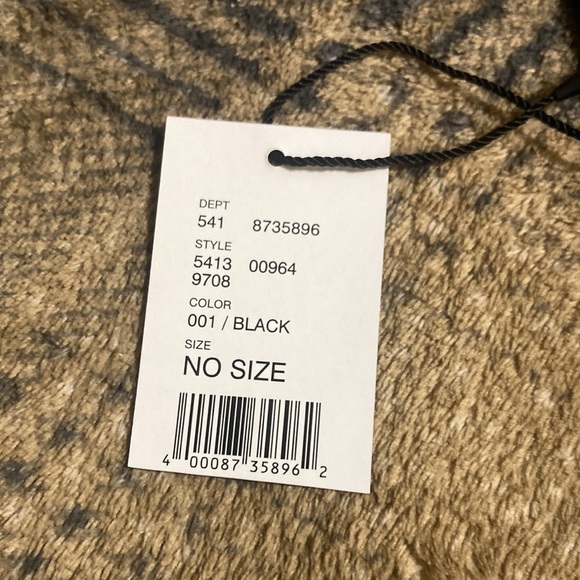 DEPT
541 8735896
STYLE
5413 00964
9708
COLOR
001 / BLACK
SIZE
NO SIZE
4 00087 35896 2